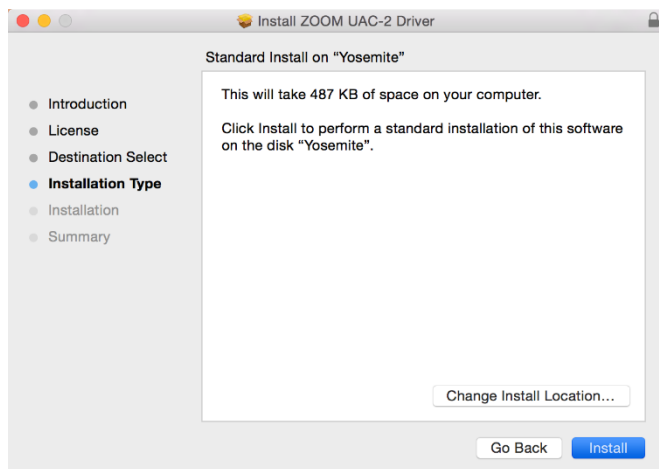 Install ZOOM UAC-2 Driver
Standard Install on “Yosemite”
Introduction
License
Destination Select
Installation Type
Installation
Summary
This will take 487 KB of space on your computer.
Click Install to perform a standard installation of this software
on the disk “Yosemite”.
Change Install Location...
Go Back
Install